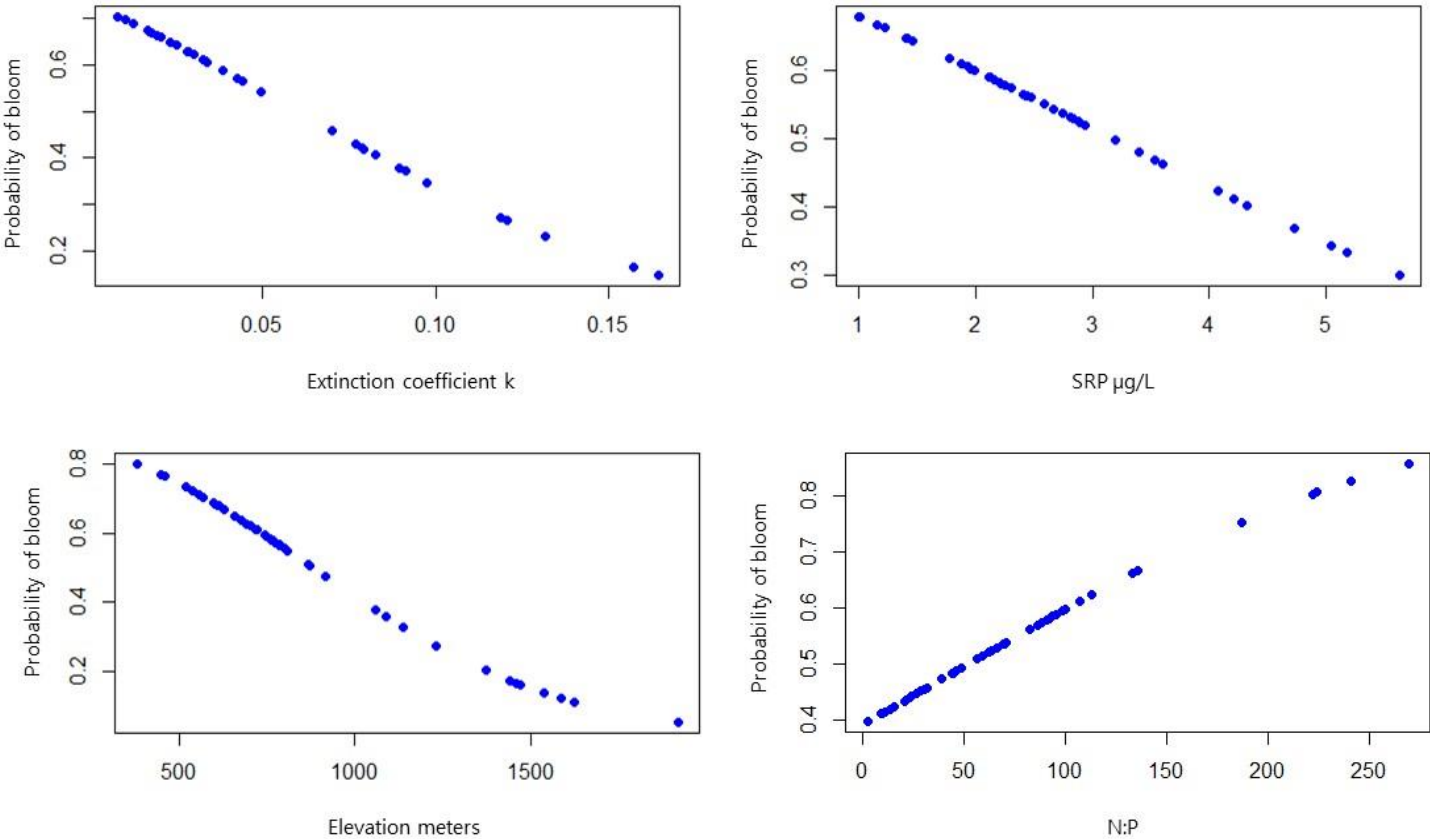 Probability of bloom
0.6
0.4
0.2
0.05 0.10 0.15
Extinction coefficient k
Probability of bloom
0.6
0.5
0.4
0.3
1 2 3 4 5
SRP µg/L
Probability of bloom
0.8
0.6
0.4
0.2
500 1000 1500
Elevation meters
Probability of bloom
0.8
0.7
0.6
0.5
0.4
0 50 100 150 200 250
N:P